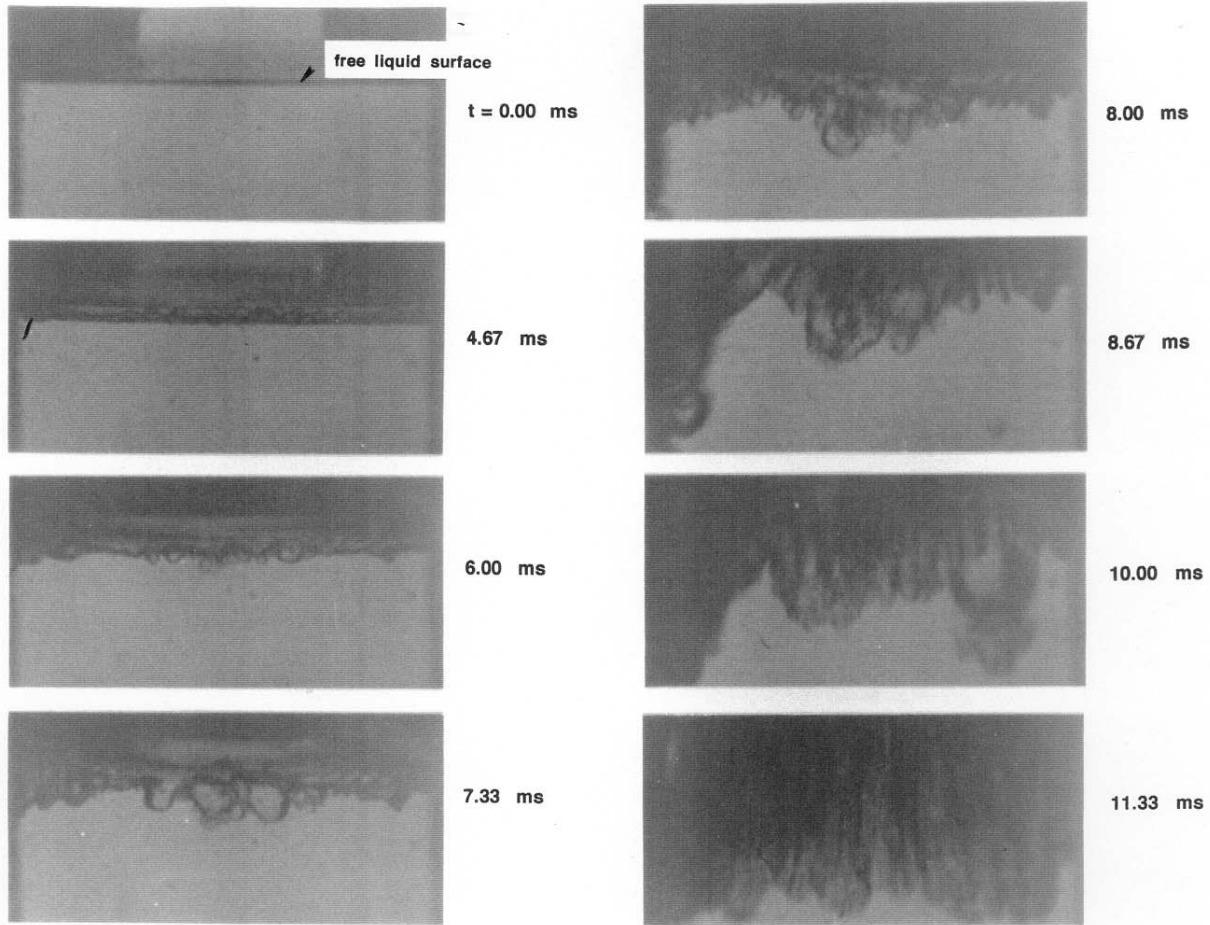 free liquid surface
t = 0.00 ms
4.67 ms
6.00 ms
7.33 ms
8.00 ms
8.67 ms
10.00 ms
11.33 ms